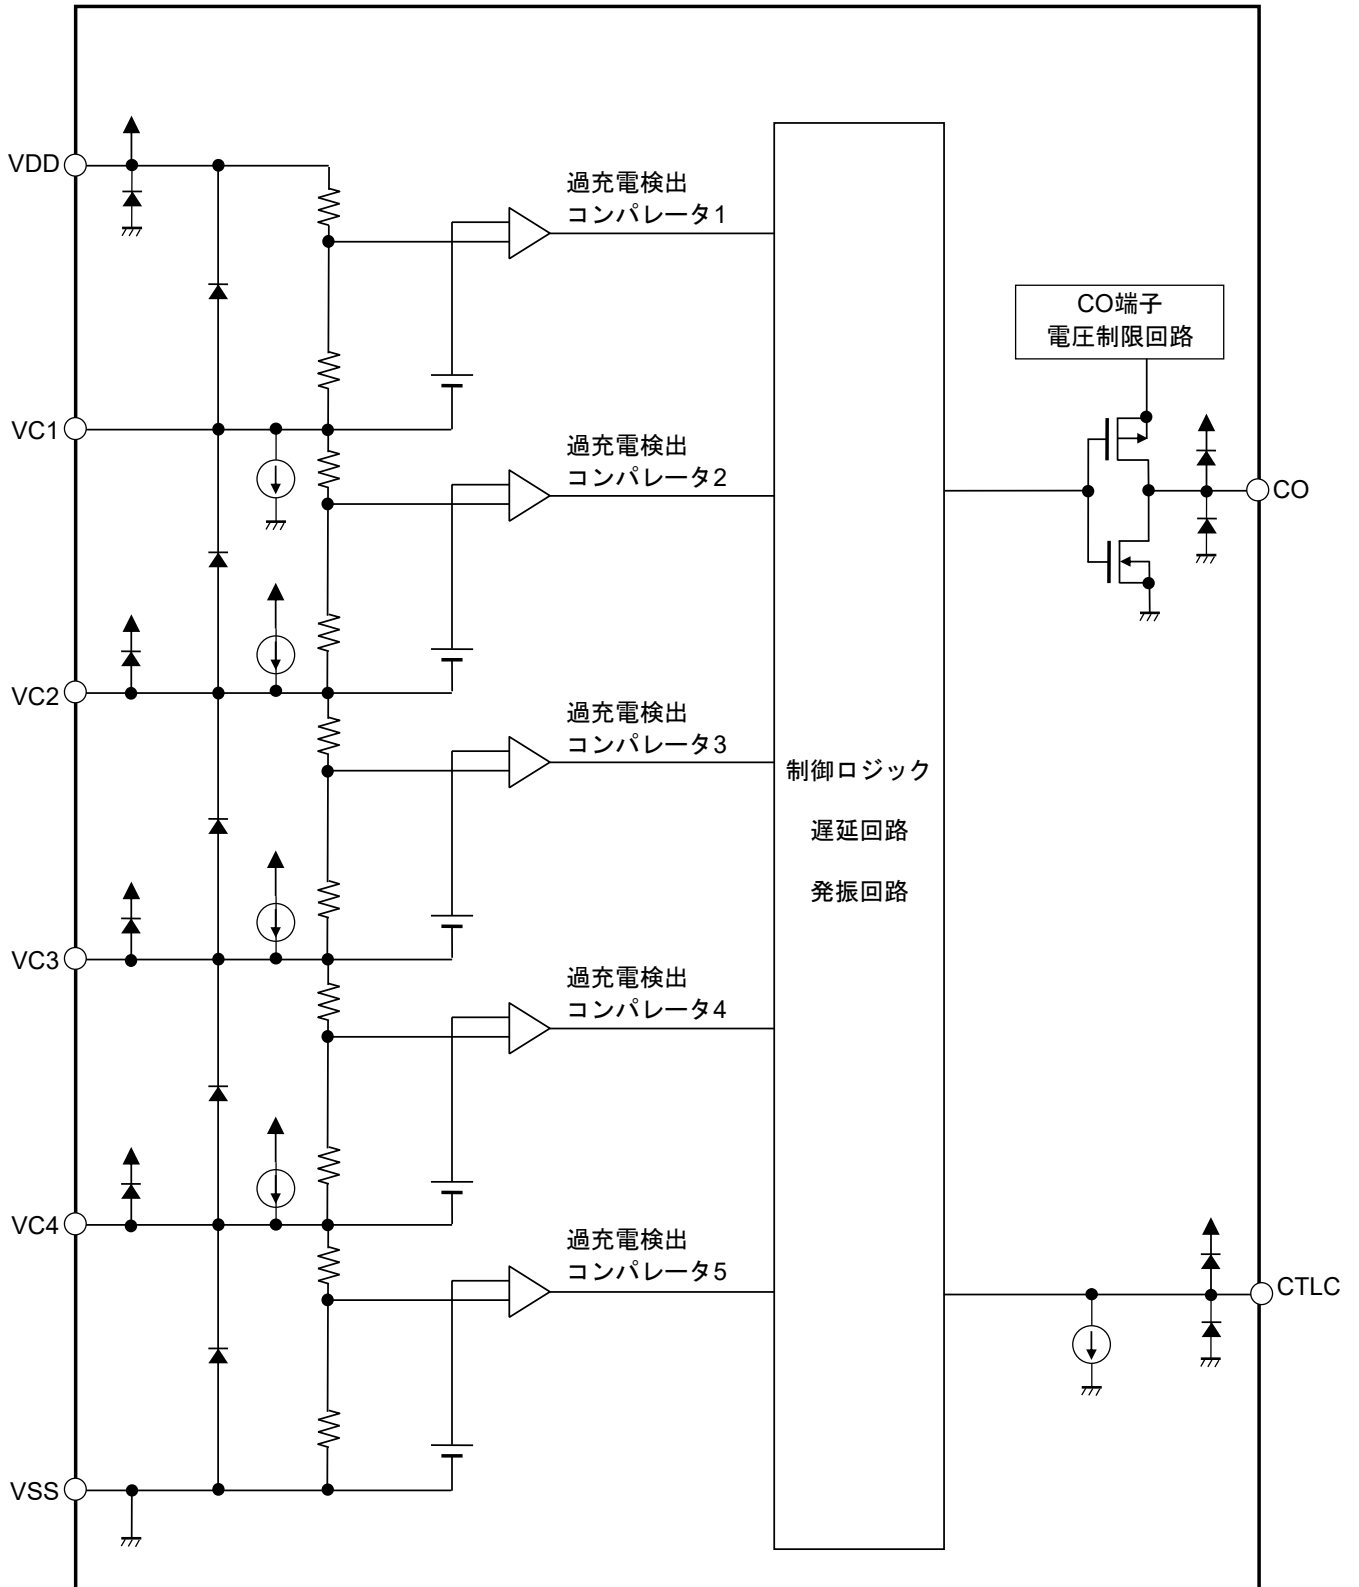 VDD
過充電検出
コンパレータ1
CO端子
電圧制限回路
VC1
過充電検出
コンパレータ2
CO
VC2
過充電検出
コンパレータ3
制御ロジック
遅延回路
発振回路
VC3
過充電検出
コンパレータ4
VC4
過充電検出
コンパレータ5
CTLC
VSS